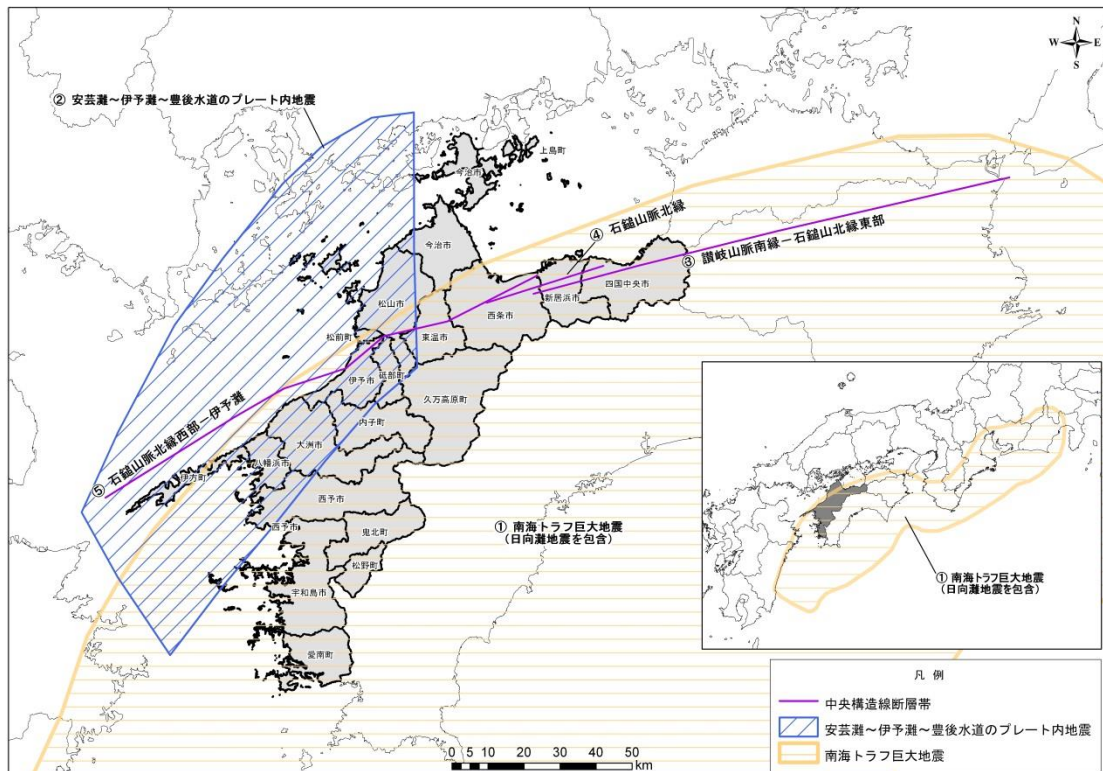 N
W E
S
② 安芸灘～伊予灘～豊後水道のプレート内地震
上島町
今治市
④ 石鎚山脈北縁
今治市
③ 讃岐山脈南縁－石鎚山北縁東部
四国中央市
新居浜市
松山市
西条市
松前町
東温市
伊予市
砥部町
久万高原町
⑤ 石鎚山脈北縁西部－伊予灘
内子町
大洲市
八幡浜市
伊方町
西予市
西予市
鬼北町
① 南海トラフ巨大地震
(日向灘地震を包含)
松野町
宇和島市
愛南町
① 南海トラフ巨大地震
(日向灘地震を包含)
凡 例
中央構造線断層帯
安芸灘～伊予灘～豊後水道のプレート内地震
南海トラフ巨大地震
0 5 10 20 30 40 50
km